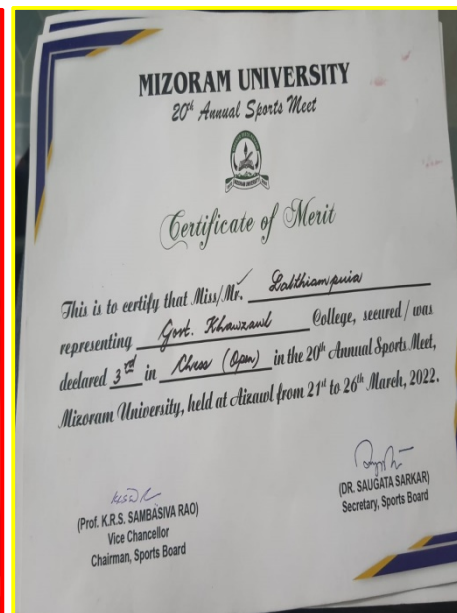 MIZORAM UNIVERSITY
20th Annual Sports Meet
Certificate of Merit
This is to certify that Miss/Mr. Lalthiampuia
representing Govt. Khawzawl College, secured / was
declared 3rd in Chess (Open) in the 20th Annual Sports Meet,
Mizoram University, held at Aizawl from 21st to 26th March, 2022.
(Prof. K.R.S. SAMBASIVA RAO)
Vice Chancellor
Chairman, Sports Board
(DR. SAUGATA SARKAR)
Secretary, Sports Board